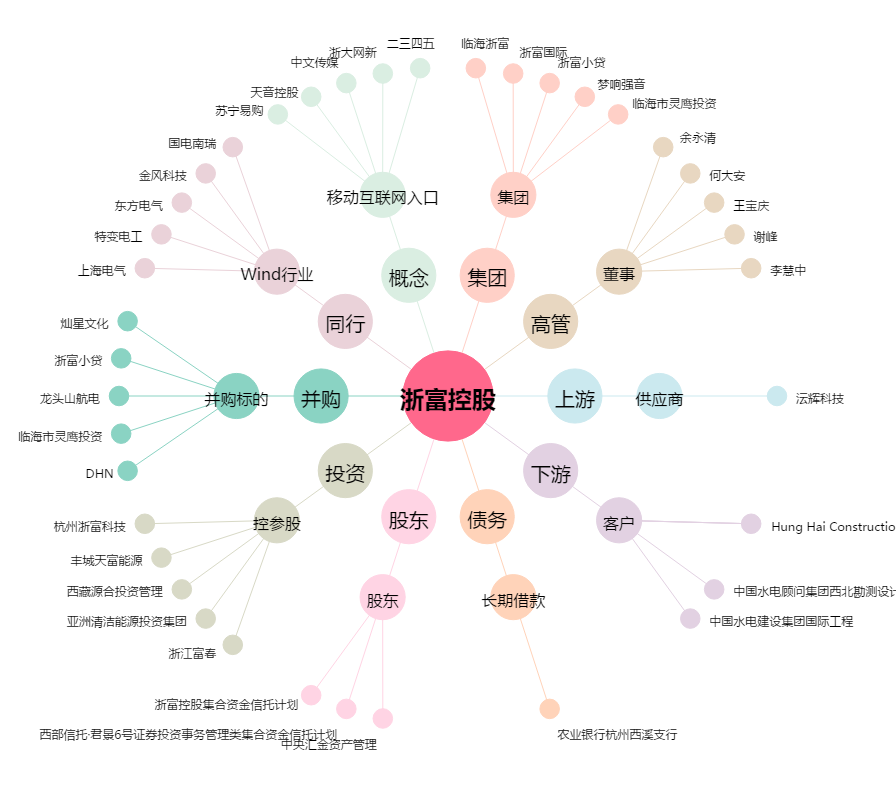 二三四五
临海浙富
浙大网新
浙富国际
中文传媒
浙富小贷
天音控股
梦响强音
苏宁易购
临海市灵鹰投资
国电南瑞
余永清
金风科技
何大安
东方电气
王宝庆
移动互联网入口
集团
特变电工
谢峰
上海电气
李慧中
Wind行业
董事
概念
集团
同行
高管
灿星文化
浙富小贷
龙头山航电
并购标的
并购
浙富控股
上游
供应商
沄辉科技
临海市灵鹰投资
DHN
投资
下游
杭州浙富科技
控参股
股东
债务
客户
Hung Hai Constructio
丰城天富能源
西藏源合投资管理
中国水电顾问集团西北勘测设计
亚洲清洁能源投资集团
中国水电建设集团国际工程
浙江富春
股东
长期借款
浙富控股集合资金信托计划
西部信托·君景6号证券投资事务管理类集合资金信托计划
农业银行杭州西溪支行
中央汇金资产管理